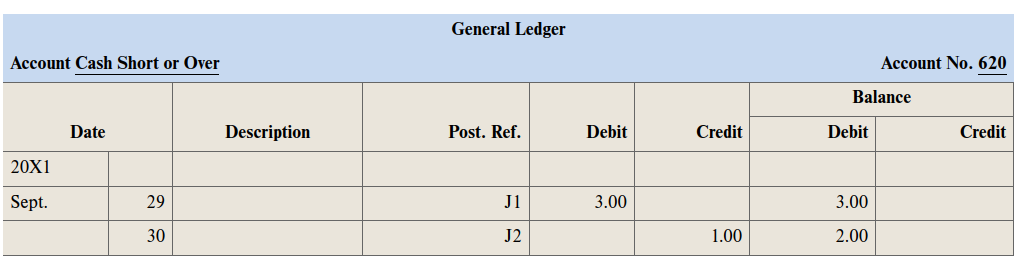 General Ledger
Account Cash Short or Over Account No. 620
Balance
Date Description Post. Ref. Debit Credit Debit Credit
20X1
Sept. 29 J1 3.00 3.00
30 J2 1.00 2.00